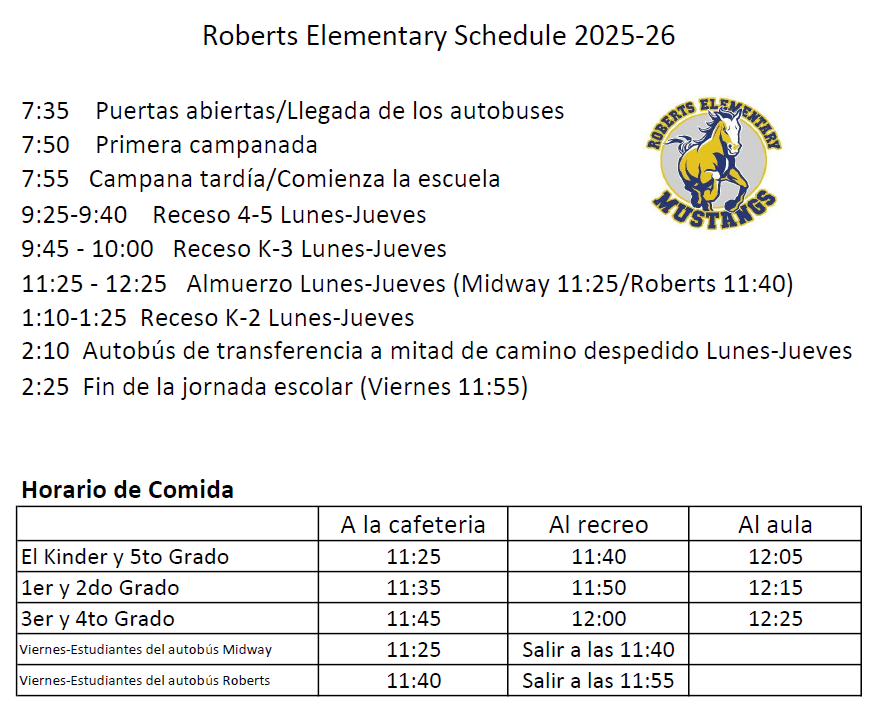 Roberts Elementary Schedule 2025-26
7:35 Puertas abiertas/Llegada de los autobuses
7:50 Primera campanada
7:55 Campana tardía/Comienza la escuela
9:25-9:40 Receso 4-5 Lunes-Jueves
9:45 - 10:00 Receso K-3 Lunes-Jueves
11:25 - 12:25 Almuerzo Lunes-Jueves (Midway 11:25/Roberts 11:40)
1:10-1:25 Receso K-2 Lunes-Jueves
2:10 Autobús de transferencia a mitad de camino despedido Lunes-Jueves
2:25 Fin de la jornada escolar (Viernes 11:55)
ROBERTS ELEMENTARY
MUSTANGS
Horario de Comida
A la cafeteria Al recreo Al aula
El Kinder y 5to Grado 11:25 11:40 12:05
1er y 2do Grado 11:35 11:50 12:15
3er y 4to Grado 11:45 12:00 12:25
Viernes-Estudiantes del autobús Midway 11:25 Salir a las 11:40
Viernes-Estudiantes del autobús Roberts 11:40 Salir a las 11:55